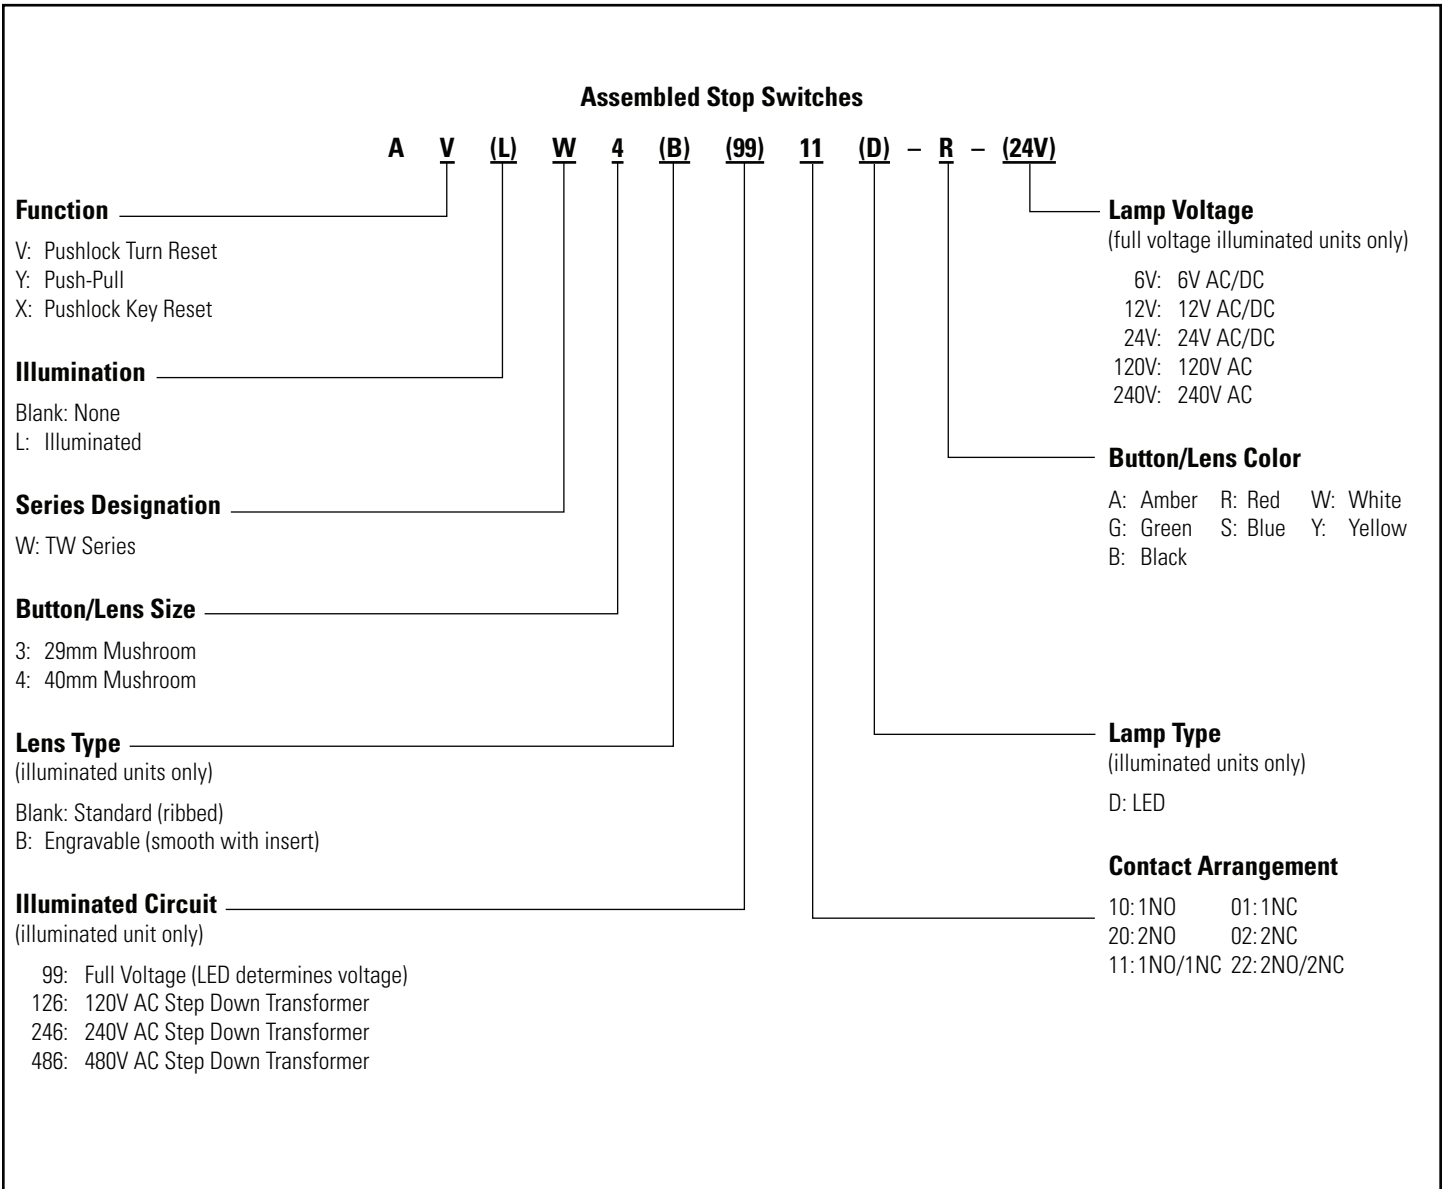 Assembled Stop Switches
A V (L) W 4 (B) (99) 11 (D) – R – (24V)
Function
V: Pushlock Turn Reset
Y: Push-Pull
X: Pushlock Key Reset
Illumination
Blank: None
L: Illuminated
Series Designation
W: TW Series
Button/Lens Size
3: 29mm Mushroom
4: 40mm Mushroom
Lens Type
(illuminated units only)
Blank: Standard (ribbed)
B: Engravable (smooth with insert)
Illuminated Circuit
(illuminated unit only)
99: Full Voltage (LED determines voltage)
126: 120V AC Step Down Transformer
246: 240V AC Step Down Transformer
486: 480V AC Step Down Transformer
Lamp Voltage
(full voltage illuminated units only)
6V: 6V AC/DC
12V: 12V AC/DC
24V: 24V AC/DC
120V: 120V AC
240V: 240V AC
Button/Lens Color
A: Amber R: Red W: White
G: Green S: Blue Y: Yellow
B: Black
Lamp Type
(illuminated units only)
D: LED
Contact Arrangement
10: 1NO 01: 1NC
20: 2NO 02: 2NC
11: 1NO/1NC 22: 2NO/2NC